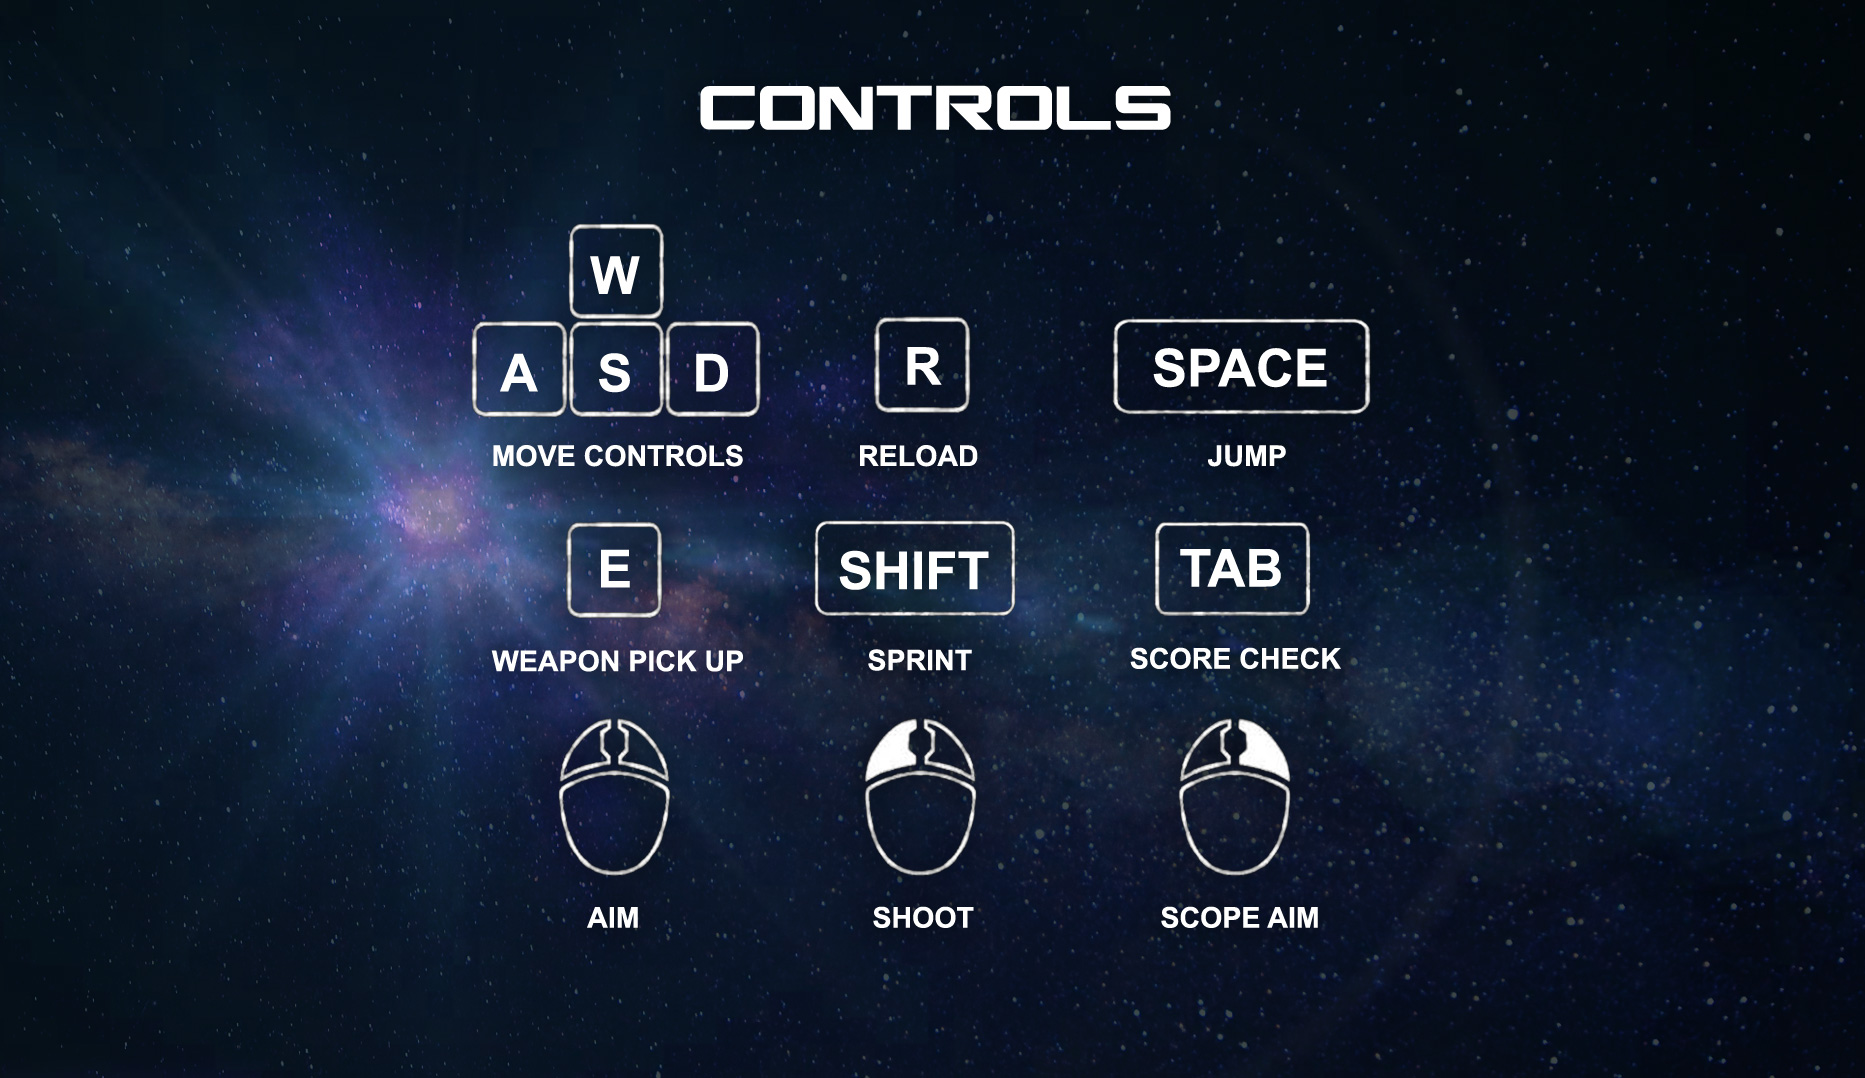 CONTROLS
W
A S D
R
SPACE
MOVE CONTROLS
RELOAD
JUMP
E
SHIFT
TAB
WEAPON PICK UP
SPRINT
SCORE CHECK
AIM
SHOOT
SCOPE AIM